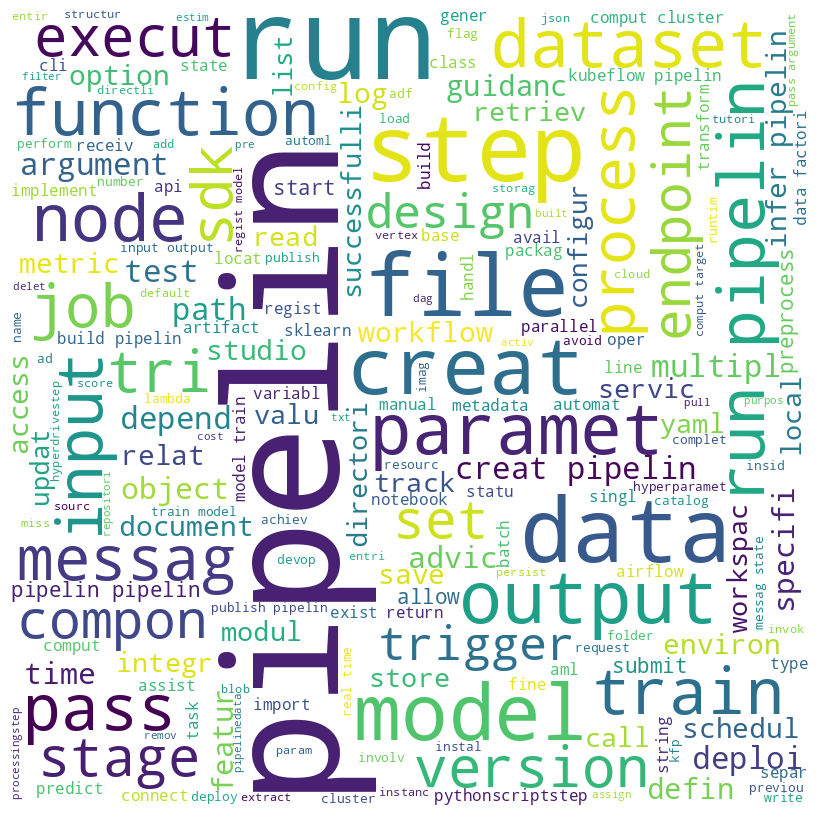 entir
structur
estim
gener
json
comput cluster
execut
run
flag
dataset
cli
state
list
class
option
filter
directli
config
log
adf
guidanc
kubeflow pipelin
function
load
retriev
transform
tutori
pass argument
perform
add
pre
automl
receiv
argument
step
process
endpoint
run pipelin
infer pipelin
data factori
implement
number
api
sdk
start
successfulli
build
storag
built
runtim
node
regist model
design
input output
read
vertex
base
avail
configur
metric
test
locat
publish
packag
handl
cloud
comput target
preprocess
delet
default
path
regist
file
dag
job
artifact
sklearn
workflow
parallel
avoid
oper
name
build pipelin
activ
line
multipl
ad
tri
studio
creat
imag
servic
access
input
score
lambda
variabl
manual
metadata
automat
pull
purpos
hyperdrivestep
depend
valu
txt
paramet
yaml
local
cost
model train
directori
complet
updat
relat
resourc
creat pipelin
insid
sourc
pipelin
track
statu
hyperparamet
object
notebook
singl
catalog
miss
repositori
train model
achiev
document
set
data
workspac
specifi
messag
devop
entri
advic
batch
pipelin pipelin
save
persist
airflow
output
messag state
invok
compon
publish pipelin
exist
return
allow
folder
modul
trigger
request
environ
comput
integr
real time
aml
submit
type
time
assist
blob
store
fine
train
import
pass
featur
pipelinedata
model
call
schedul
task
remov
param
involv
instal
string
kfp
deploi
processingstep
stage
version
separ
predict
connect
deploy
extract
cluster
instanc
pythonscriptstep
assign
defin
previou
write